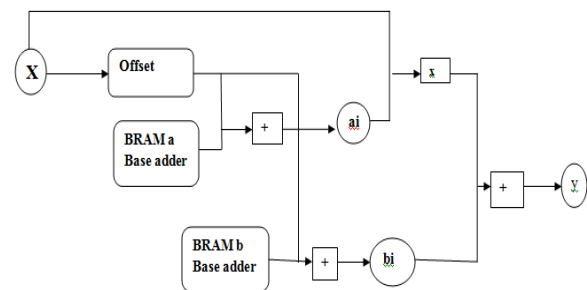 X
Offset
x
BRAM a
Base adder
+
ai
+
y
BRAM b
Base adder
+
bi